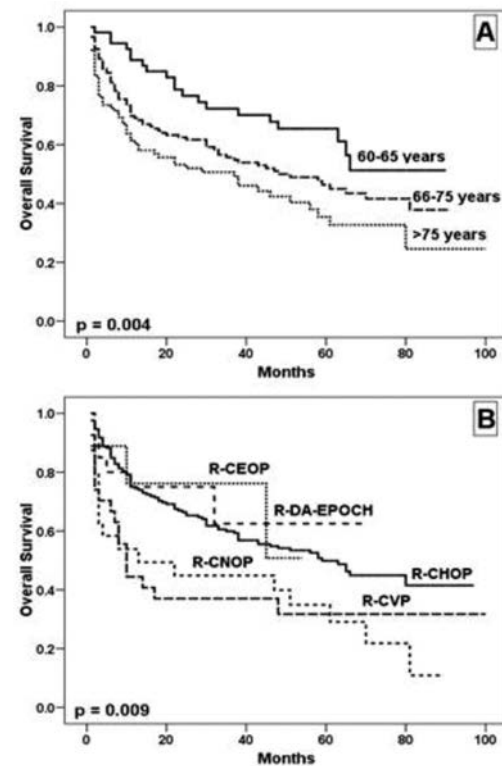 A
1.0
0.8
0.6
0.4
0.2
0.0
Overall Survival
60-65 years
66-75 years
>75 years
p = 0.004
0 20 40 60 80 100
Months
B
1.0
0.8
0.6
0.4
0.2
0.0
Overall Survival
R-CEOP
R-DA-EPOCH
R-CHOP
R-CNOP
R-CVP
p = 0.009
0 20 40 60 80 100
Months